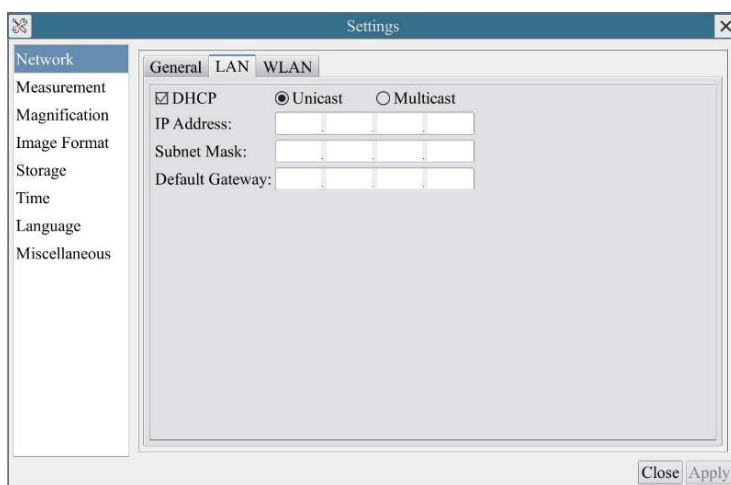 Settings
Network
Measurement
Magnification
Image Format
Storage
Time
Language
Miscellaneous
General LAN WLAN
DHCP Unicast Multicast
IP Address:
Subnet Mask:
Default Gateway:
Close Apply